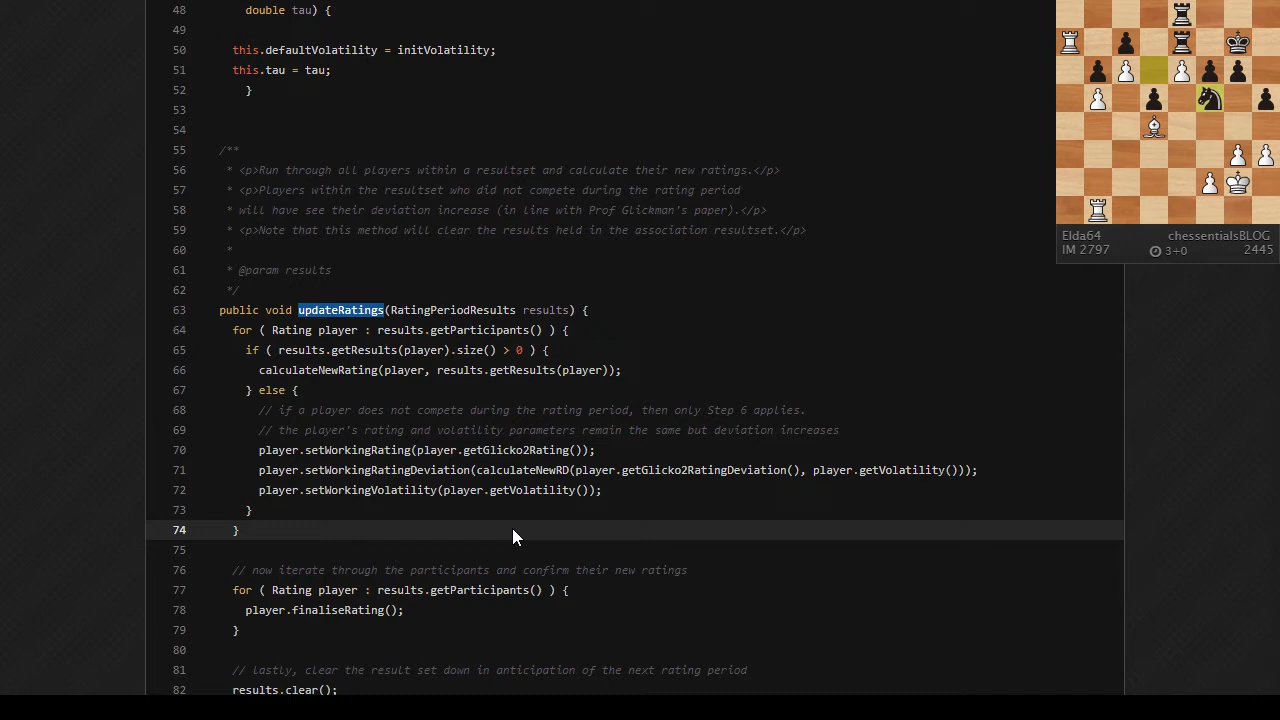 48 double tau) {
49
50 this.defaultVolatility = initVolatility;
51 this.tau = tau;
52 }
53
54
55 /**
56 * <p>Run through all players within a resultset and calculate their new ratings.</p>
57 * <p>Players within the resultset who did not compete during the rating period
58 * will have see their deviation increase (in line with Prof Glickman's paper).</p>
59 * <p>Note that this method will clear the results held in the association resultset.</p>
60 *
61 * @param results
62 */
63 public void updateRatings(RatingPeriodResults results) {
64 for ( Rating player : results.getParticipants() ) {
65 if ( results.getResults(player).size() > 0 ) {
66 calculateNewRating(player, results.getResults(player));
67 } else {
68 // if a player does not compete during the rating period, then only Step 6 applies.
69 // the player's rating and volatility parameters remain the same but deviation increases
70 player.setWorkingRating(player.getGlicko2Rating());
71 player.setWorkingRatingDeviation(calculateNewRD(player.getGlicko2RatingDeviation(), player.getVolatility()));
72 player.setWorkingVolatility(player.getVolatility());
73 }
74 }
75
76 // now iterate through the participants and confirm their new ratings
77 for ( Rating player : results.getParticipants() ) {
78 player.finaliseRating();
79 }
80
81 // lastly, clear the result set down in anticipation of the next rating period
82 results.clear();
Elda64 chessentialsBLOG
IM 2797 3+0 2445